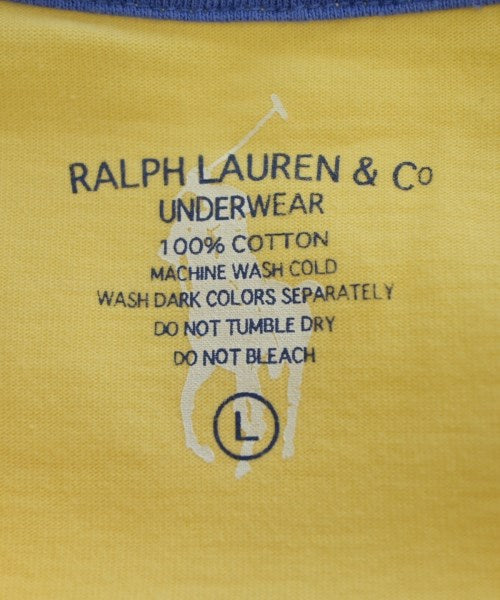 RALPH LAUREN & Co
UNDERWEAR
100% COTTON
MACHINE WASH COLD
WASH DARK COLORS SEPARATELY
DO NOT TUMBLE DRY
DO NOT BLEACH
L